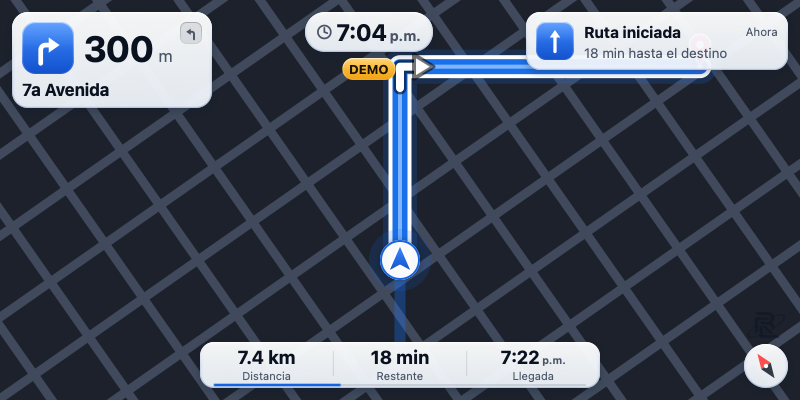 300 m
7a Avenida
7:04 p.m.
DEMO
Ruta iniciada
Ahora
18 min hasta el destino
7.4 km
Distancia
18 min
Restante
7:22 p.m.
Llegada